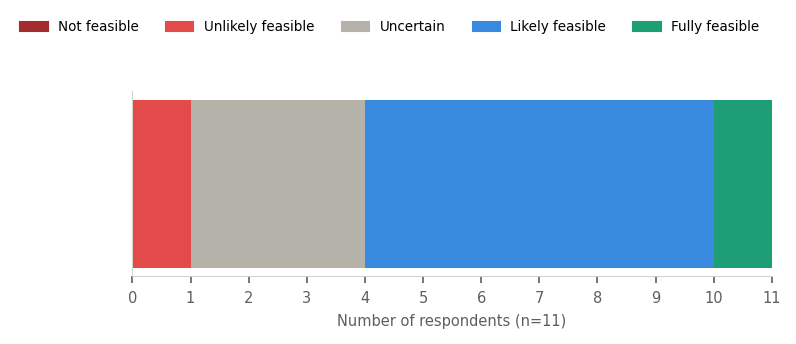 Not feasible Unlikely feasible Uncertain Likely feasible Fully feasible
0 1 2 3 4 5 6 7 8 9 10 11
Number of respondents (n=11)